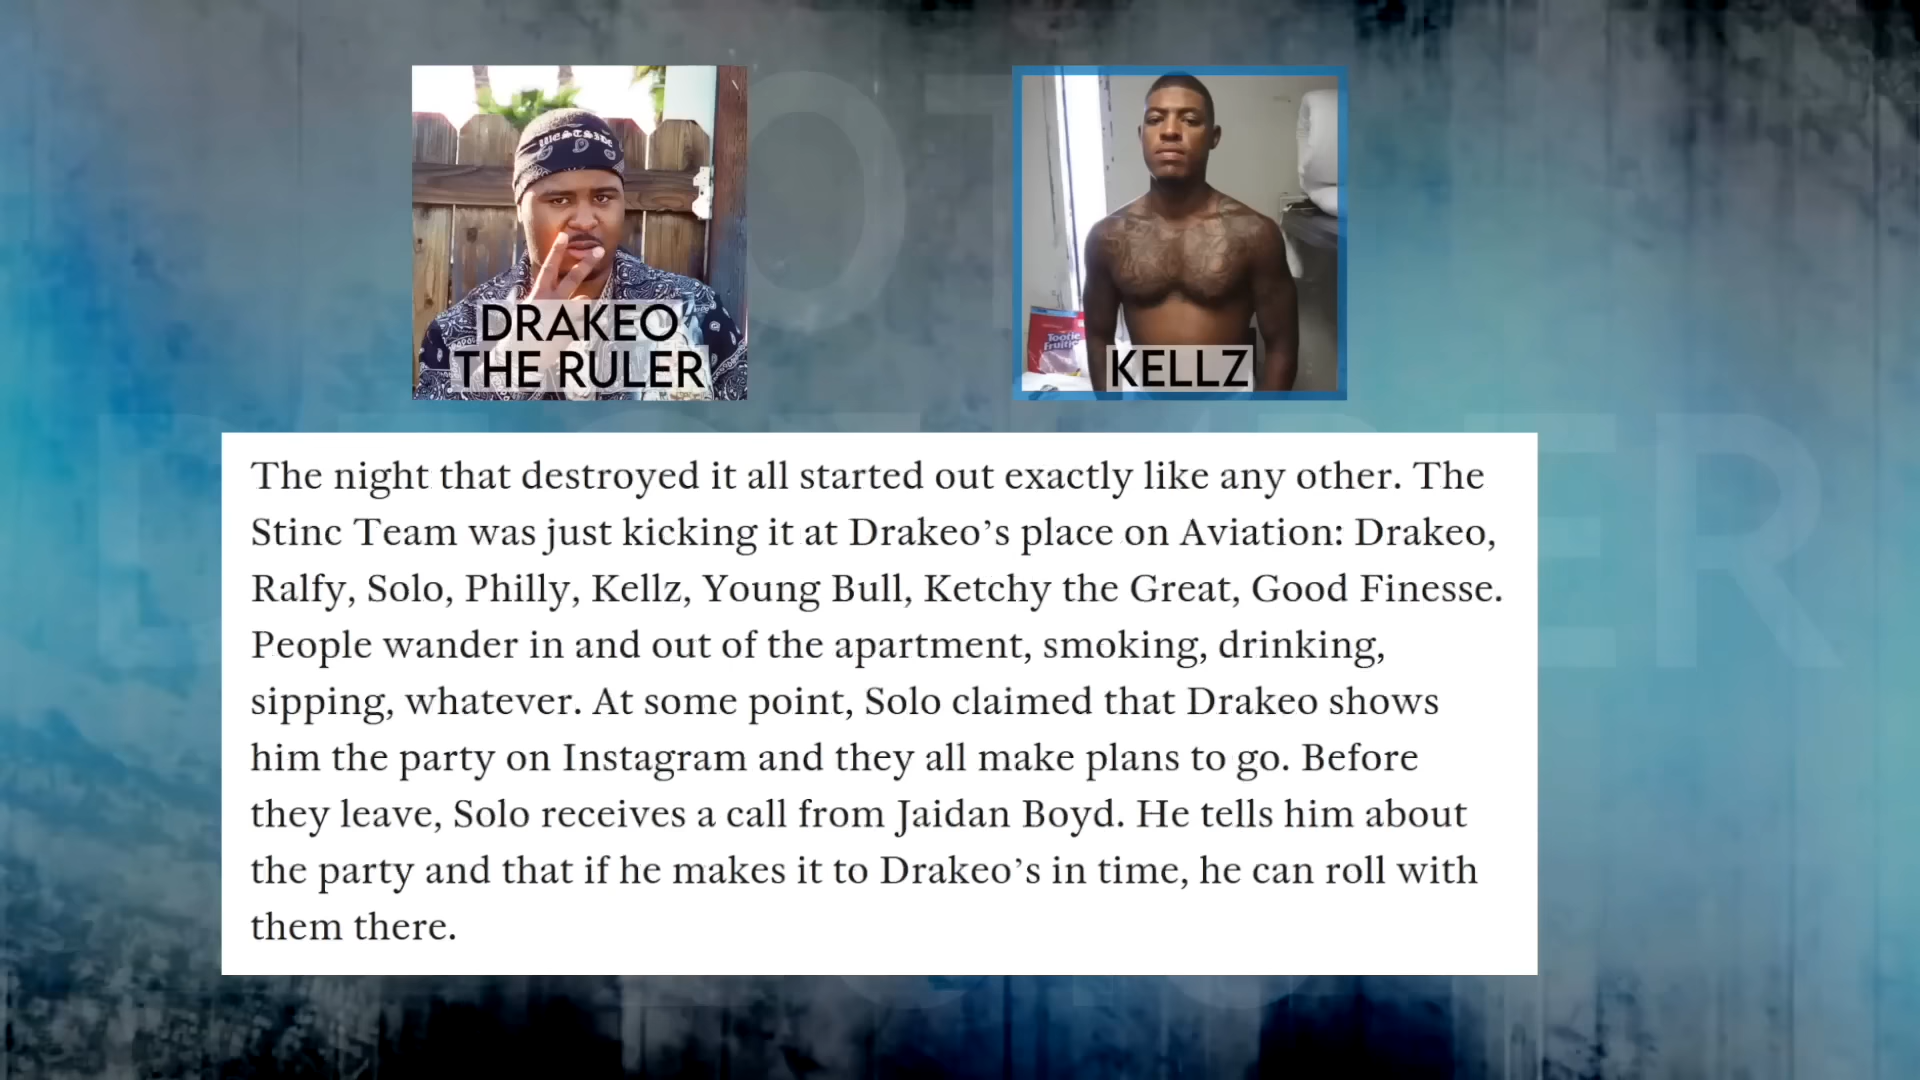 WESTSIDE
DRAKEO
THE RULER
Tootie
Fruities
KELLZ
The night that destroyed it all started out exactly like any other. The
Stinc Team was just kicking it at Drakeo’s place on Aviation: Drakeo,
Ralfy, Solo, Philly, Kellz, Young Bull, Ketchy the Great, Good Finesse.
People wander in and out of the apartment, smoking, drinking,
sipping, whatever. At some point, Solo claimed that Drakeo shows
him the party on Instagram and they all make plans to go. Before
they leave, Solo receives a call from Jaidan Boyd. He tells him about
the party and that if he makes it to Drakeo’s in time, he can roll with
them there.